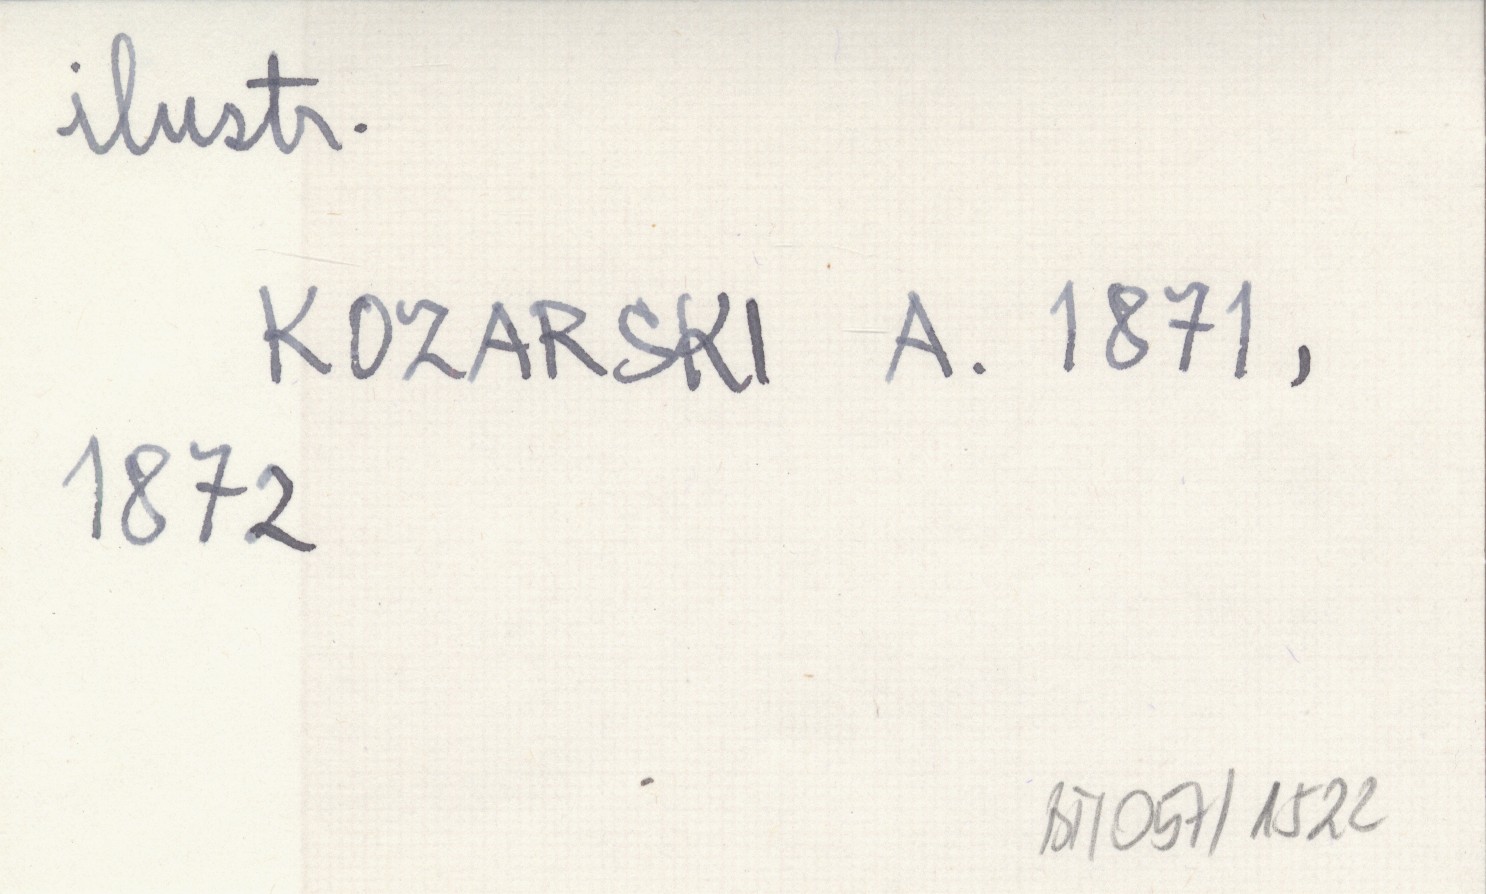 ilustr.
KOZARSKI A. 1871,
1872
BT/057/1522